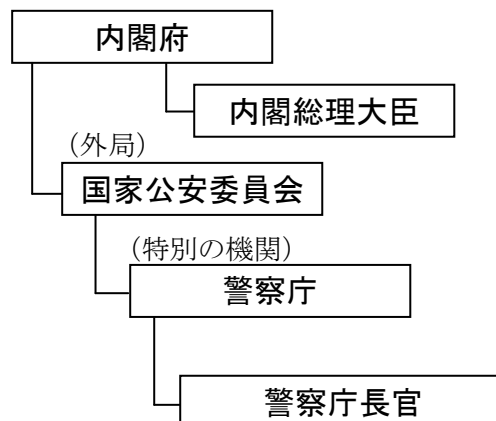 内閣府
内閣総理大臣
(外局)
国家公安委員会
(特別の機関)
警察庁
警察庁長官